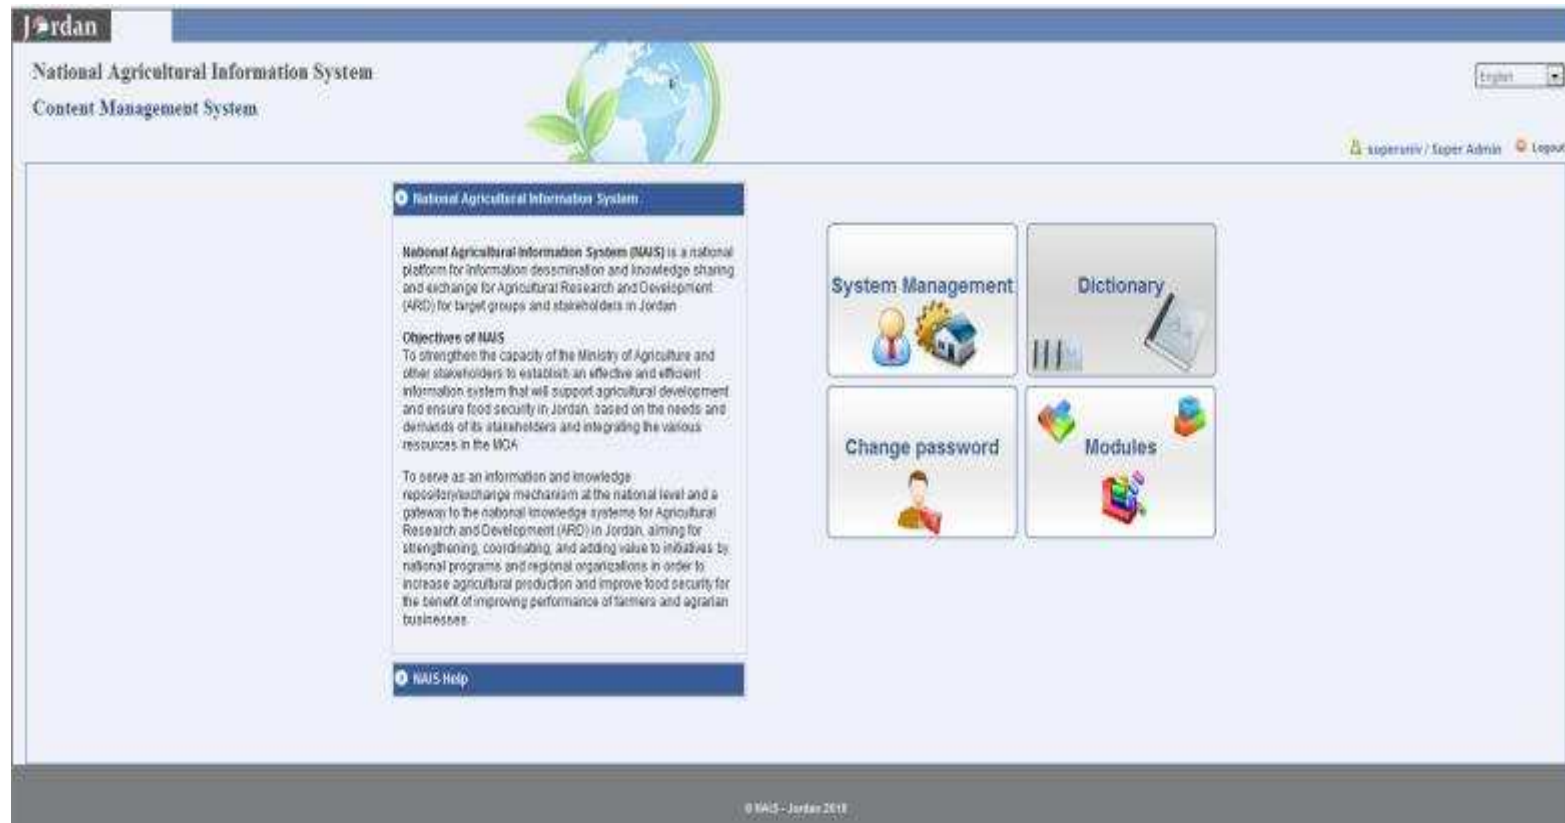 Jordan
National Agricultural Information System
Content Management System
English
superuniv / Super Admin
Logout
National Agricultural Information System
National Agricultural Information System (NAIS) is a national
platform for Information dessmination and knowledge sharing
and exchange for Agricultural Research and Development
(ARD) for target groups and stakeholders in Jordan
Objectives of NAIS
To strengthen the capacity of the Ministry of Agriculture and
other stakeholders to establish an effective and efficient
information system that will support agricultural development
and ensure food security in Jordan, based on the needs and
demands of its stakeholders and integrating the various
resources in the MOA
To serve as an information and knowledge
repository/exchange mechanism at the national level and a
gateway to the national knowledge systems for Agricultural
Research and Development (ARD) in Jordan, aiming for
strengthening, coordinating, and adding value to initiatives by
national programs and regional organizations in order to
increase agricultural production and improve food security for
the benefit of improving performance of farmers and agrarian
businesses
NAIS Help
System Management
Dictionary
Change password
Modules
© NAIS - Jordan 2010